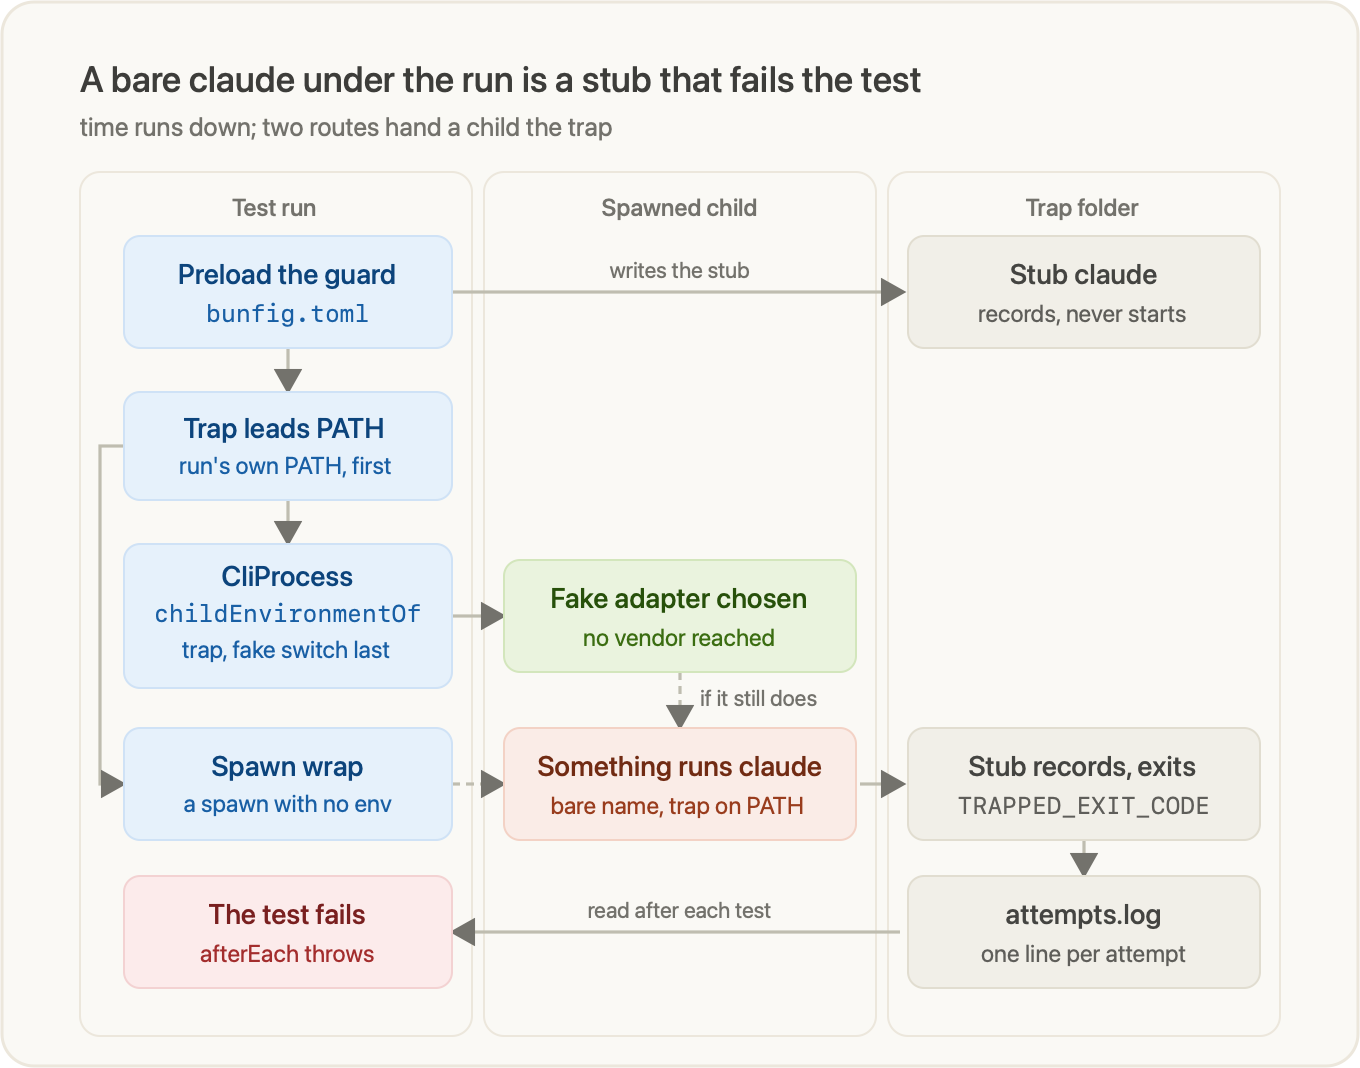 A bare claude under the run is a stub that fails the test
time runs down; two routes hand a child the trap
Test run
Spawned child
Trap folder
Preload the guard
bunfig.toml
writes the stub
Stub claude
records, never starts
Trap leads PATH
run's own PATH, first
CliProcess
childEnvironmentOf
trap, fake switch last
Fake adapter chosen
no vendor reached
if it still does
Spawn wrap
a spawn with no env
Something runs claude
bare name, trap on PATH
Stub records, exits
TRAPPED_EXIT_CODE
The test fails
afterEach throws
read after each test
attempts.log
one line per attempt